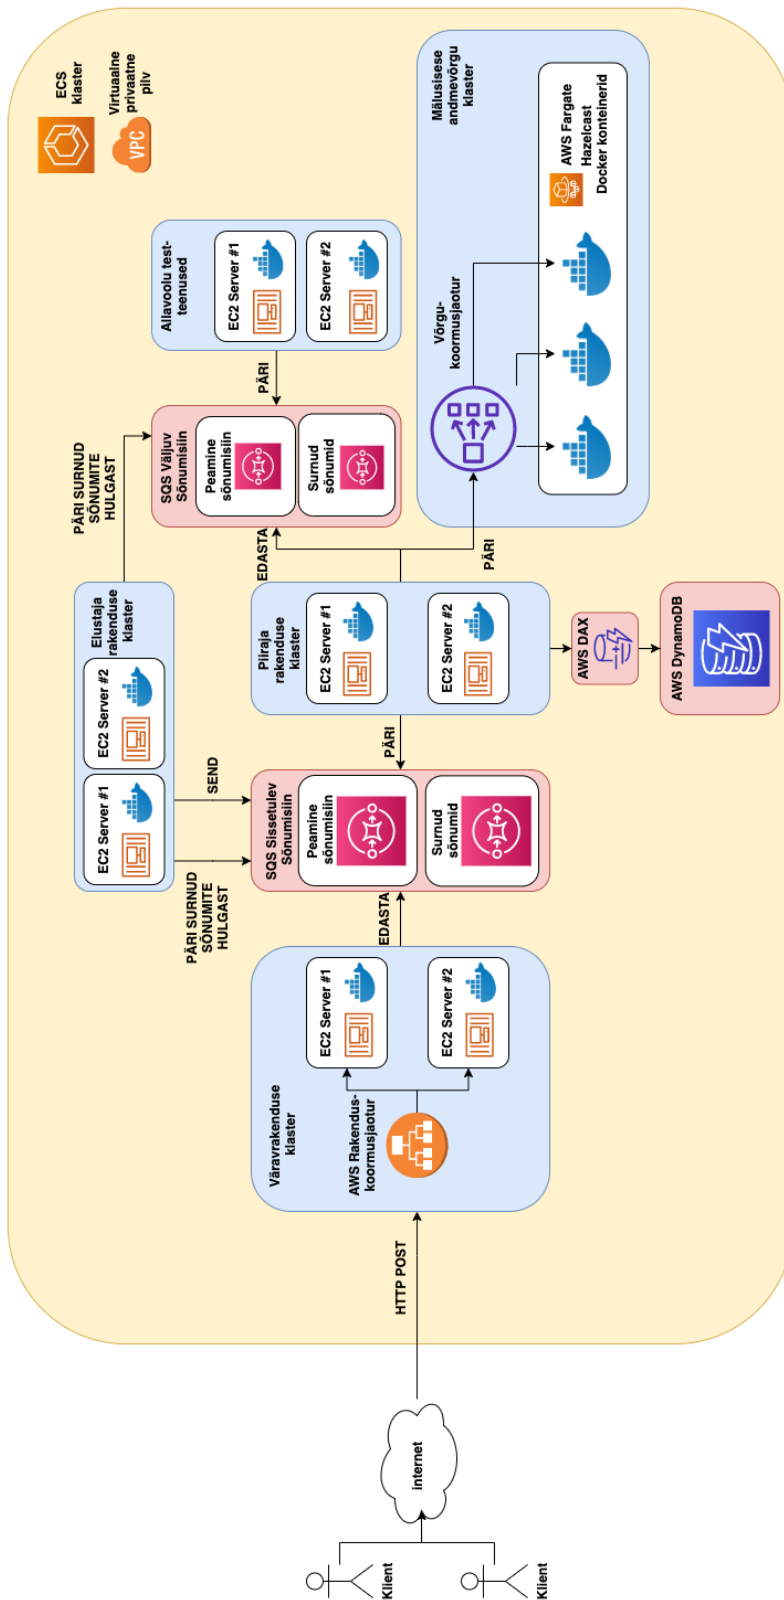 Klient
Klient
internet
HTTP POST
Väravrakenduse
klaster
AWS Rakendus-
koormusjaotur
EC2 Server #1
EC2 Server #2
EDASTA
PÄRI SURNUD
SÕNUMITE
HULGAST
SEND
SQS Sissetulev
Sõnumisiin
Peamine
sõnumisiin
Surnud
sõnumid
Elustaja
rakenduse
klaster
EC2 Server #1
EC2 Server #2
PÄRI
Piiraja
rakenduse
klaster
EC2 Server #1
EC2 Server #2
AWS DAX
AWS DynamoDB
EDASTA
PÄRI
PÄRI SURNUD
SÕNUMITE
HULGAST
SQS Väljuv
Sõnumisiin
Peamine
sõnumisiin
Surnud
sõnumid
PÄRI
Allavoolu test-
teenused
EC2 Server #1
EC2 Server #2
Võrgu-
koormusjaotur
Mälusisese
andmevõrgu
klaster
AWS Fargate
Hazelcast
Docker konteinerid
ECS
klaster
Virtuaalne
privaatne
pilv
VPC